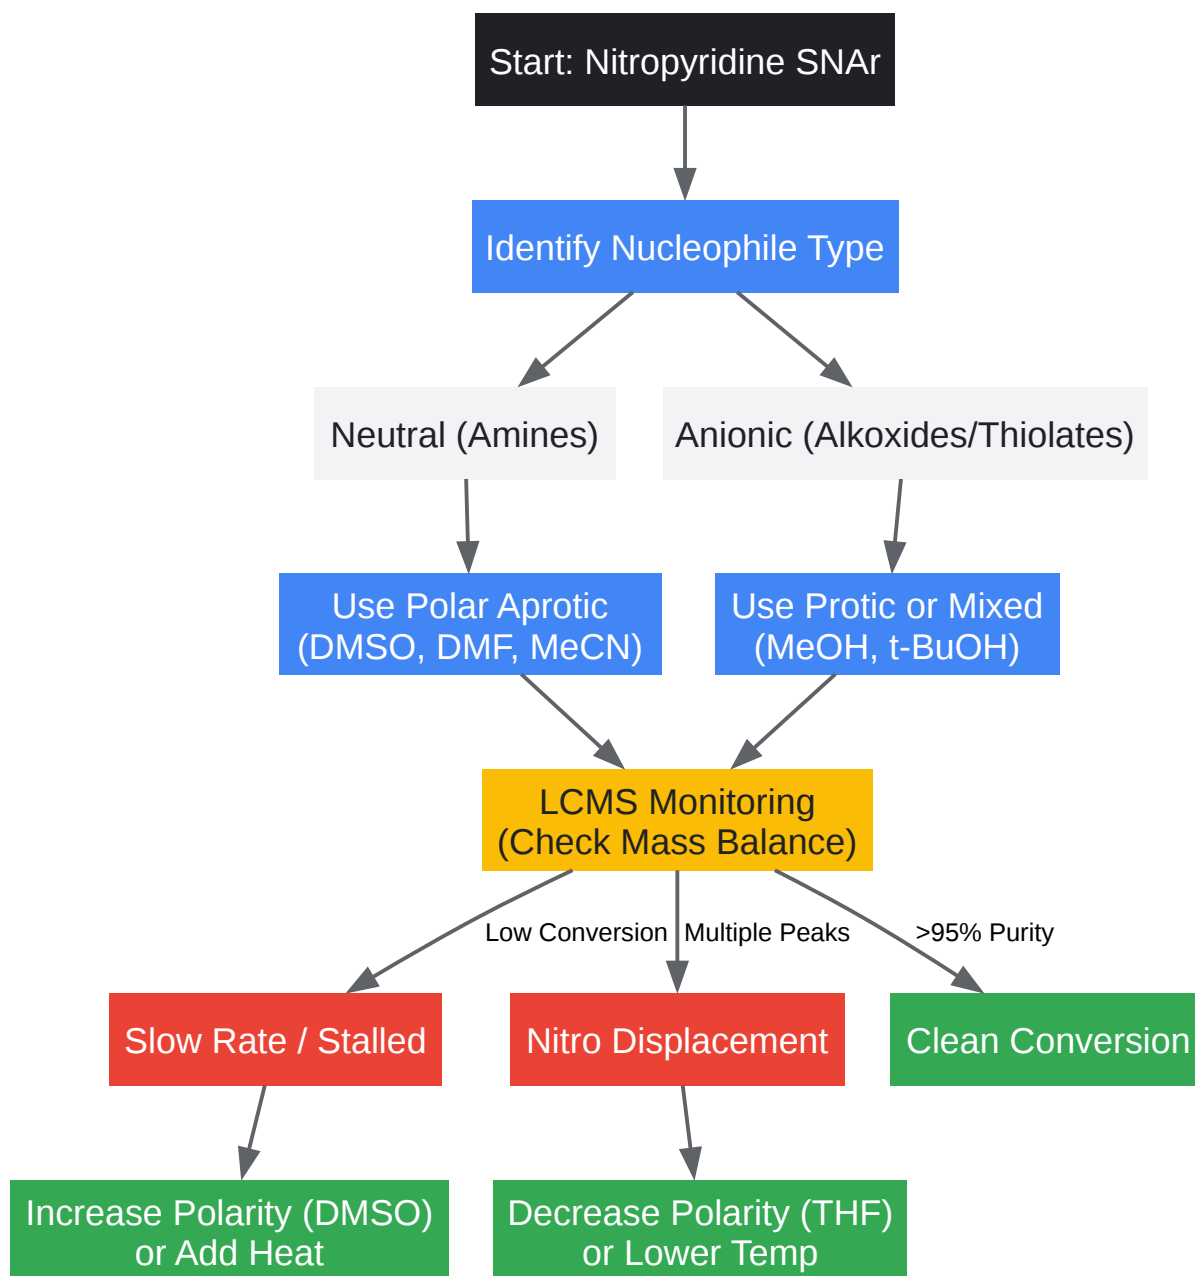 Start: Nitropyridine SNAr
Identify Nucleophile Type
Neutral (Amines)
Anionic (Alkoxides/Thiolates)
Use Polar Aprotic
(DMSO, DMF, MeCN)
Use Protic or Mixed
(MeOH, t-BuOH)
LCMS Monitoring
(Check Mass Balance)
Low Conversion
Multiple Peaks
>95% Purity
Slow Rate / Stalled
Nitro Displacement
Clean Conversion
Increase Polarity (DMSO)
or Add Heat
Decrease Polarity (THF)
or Lower Temp